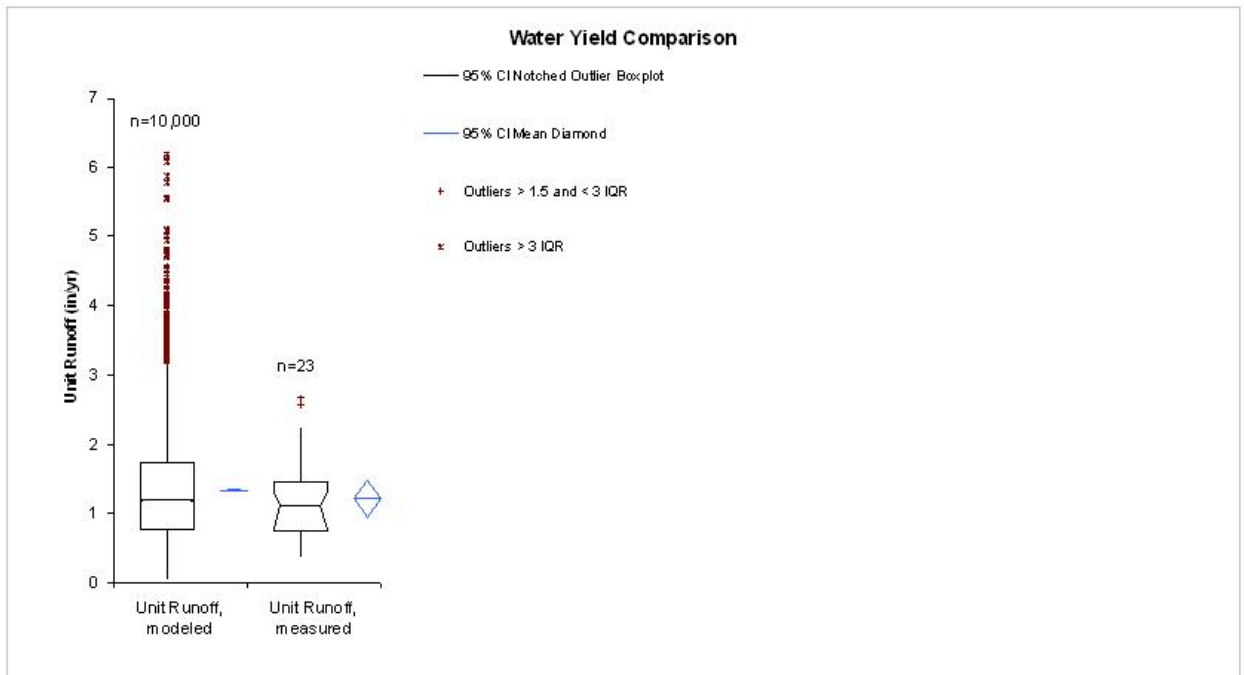 Water Yield Comparison
95% CI Notched Outlier Boxplot
95% CI Mean Diamond
Outliers > 1.5 and < 3 IQR
Outliers > 3 IQR
Unit Runoff (in/yr)
7
6
5
4
3
2
1
0
n=10,000
n=23
Unit Runoff,
modeled
Unit Runoff,
measured